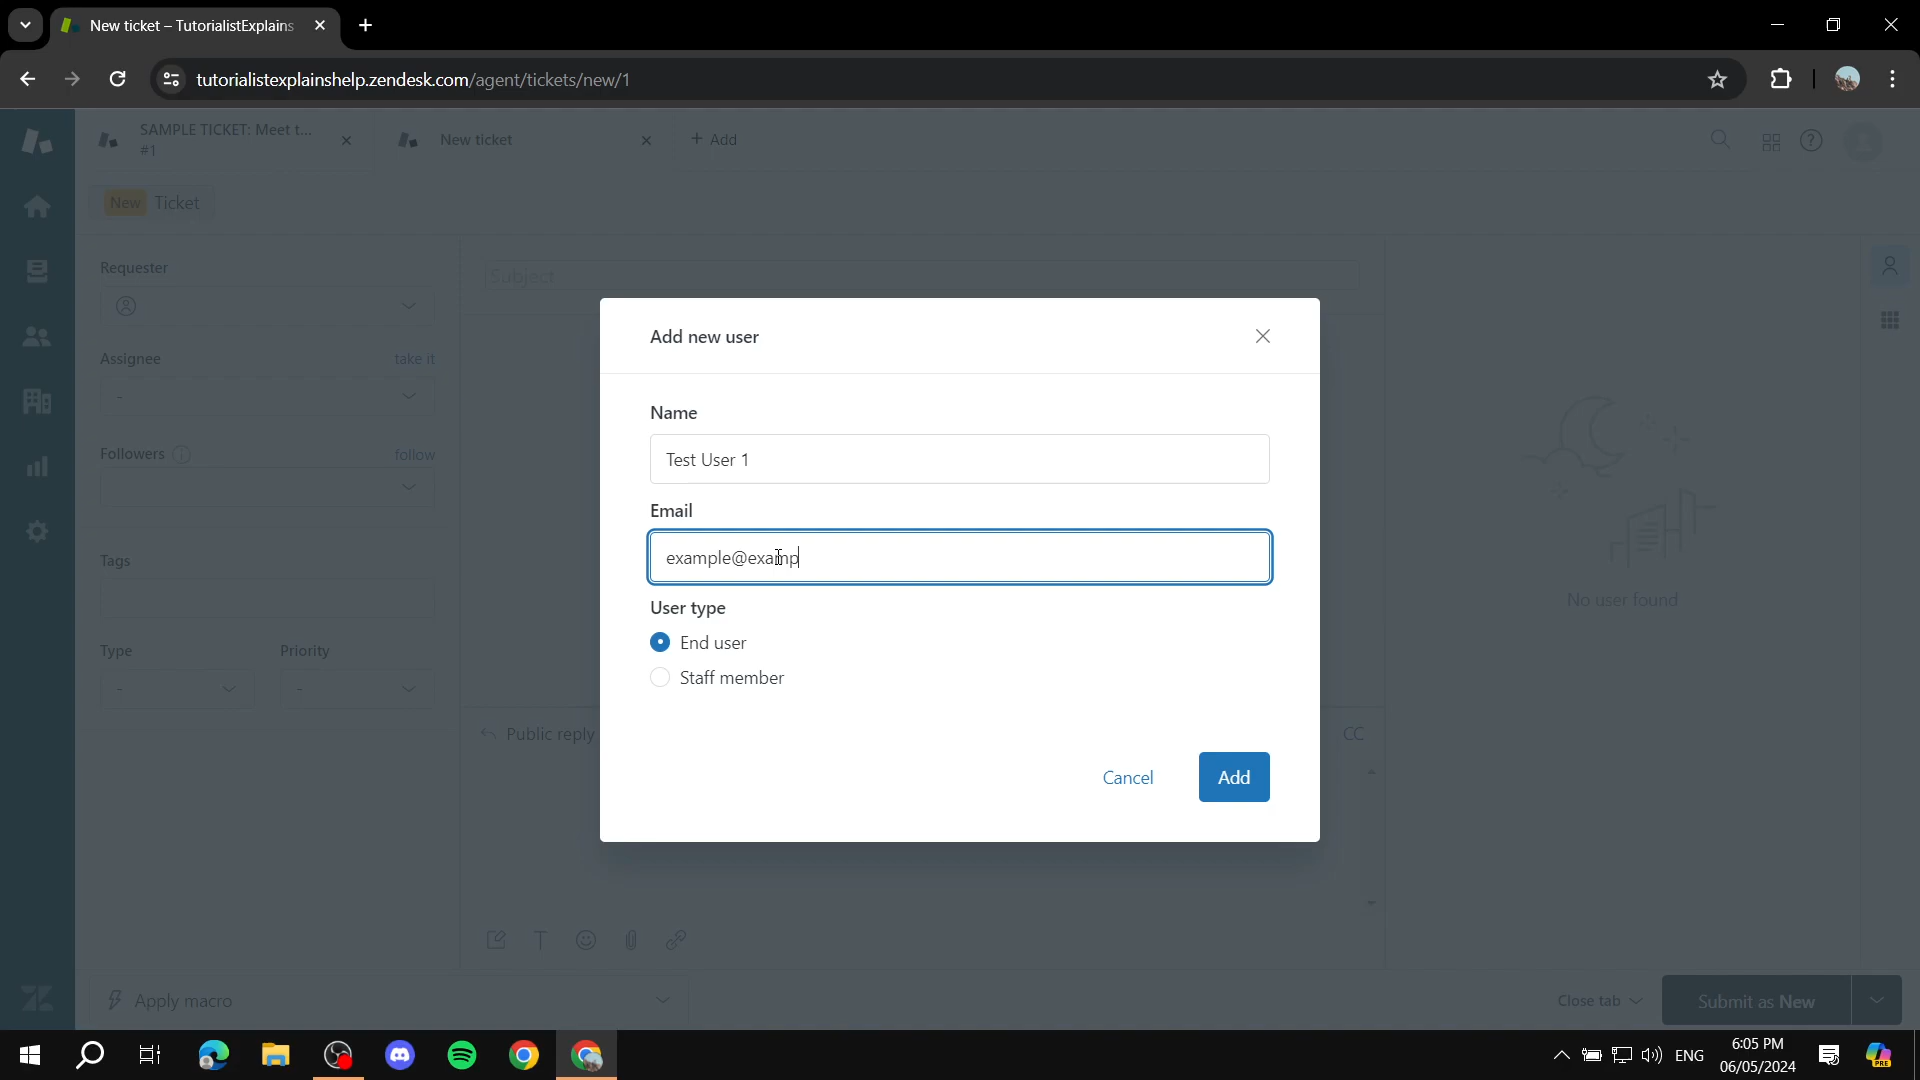 New ticket – TutorialistExplains
tutorialistexplainshelp.zendesk.com/agent/tickets/new/1
SAMPLE TICKET: Meet t...
#1
New ticket
+ Add
New Ticket
Requester
Subject
Assignee
take it
-
Followers
follow
Tags
Type
Priority
-
-
Add new user
Name
Test User 1
Email
example@examp
User type
End user
Staff member
Cancel
Add
No user found
Public reply
CC
Apply macro
Close tab
Submit as New
ENG
6:05 PM
06/05/2024
PRE